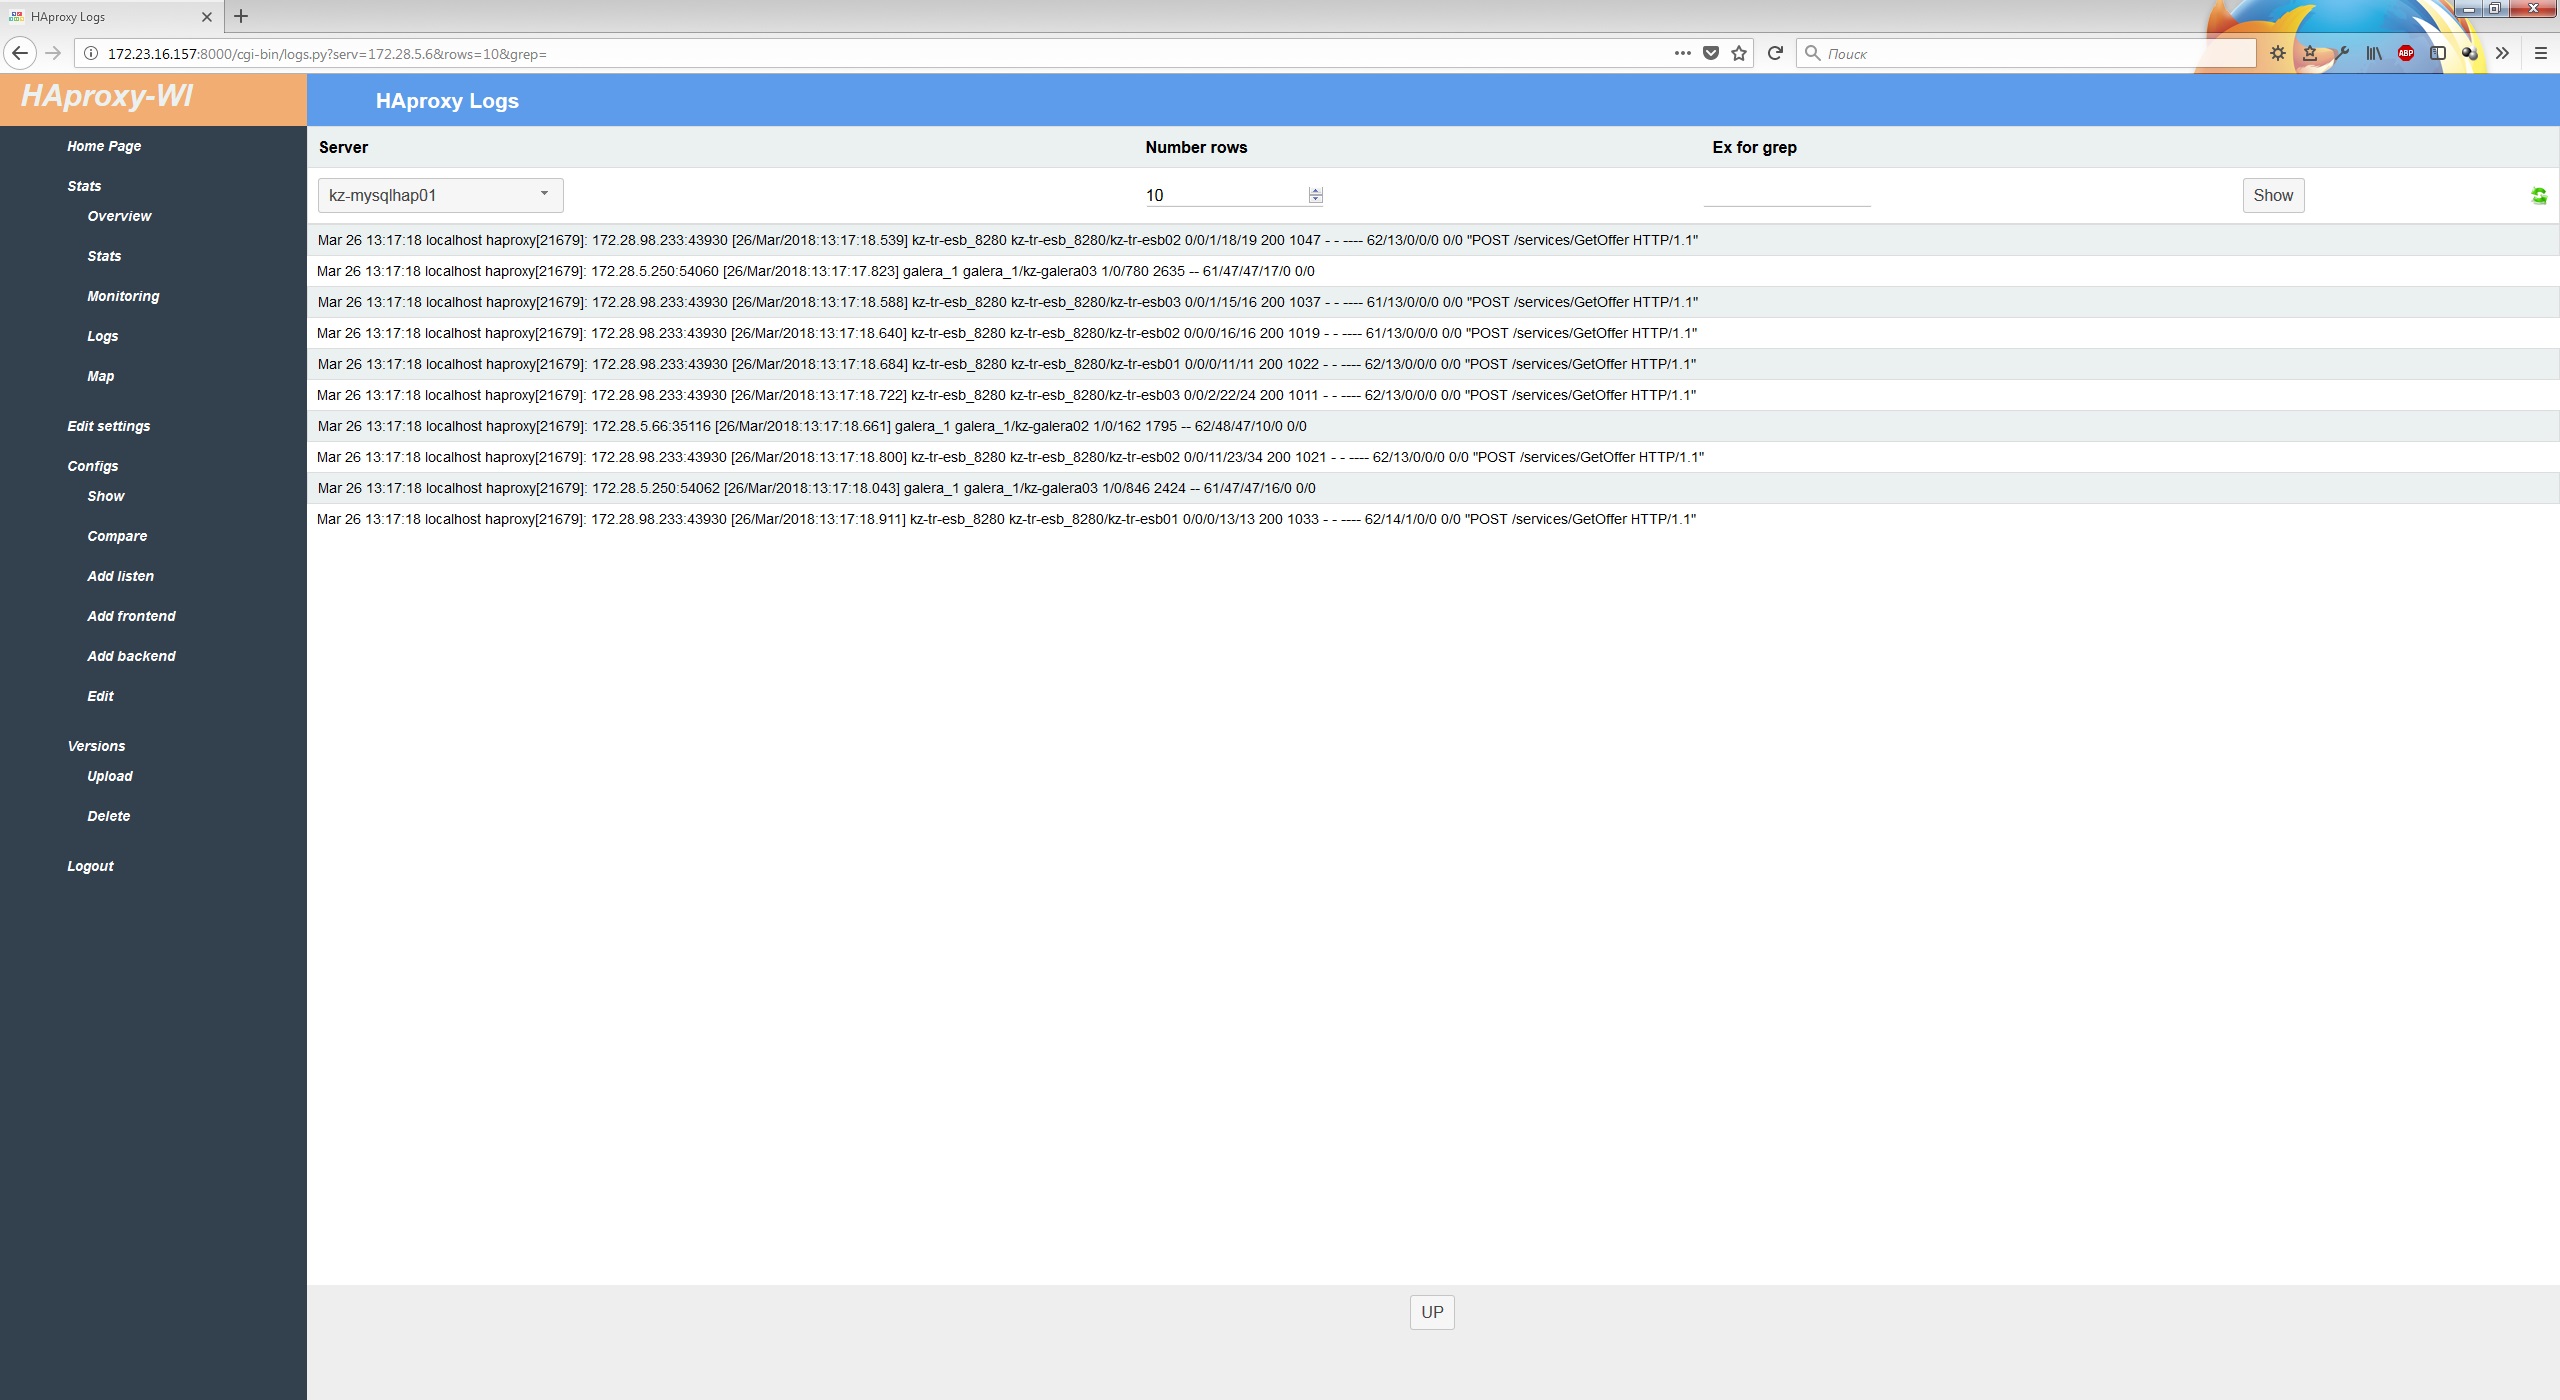 HAproxy Logs
172.23.16.157:8000/cgi-bin/logs.py?serv=172.28.5.6&rows=10&grep=
Поиск
ABP
HAproxy-WI
HAproxy Logs
Home Page
Stats
Overview
Stats
Monitoring
Logs
Map
Edit settings
Configs
Show
Compare
Add listen
Add frontend
Add backend
Edit
Versions
Upload
Delete
Logout
Server Number rows Ex for grep
kz-mysqlhap01 10 Show
Mar 26 13:17:18 localhost haproxy[21679]: 172.28.98.233:43930 [26/Mar/2018:13:17:18.539] kz-tr-esb_8280 kz-tr-esb_8280/kz-tr-esb02 0/0/1/18/19 200 1047 - - ---- 62/13/0/0/0 0/0 "POST /services/GetOffer HTTP/1.1"
Mar 26 13:17:18 localhost haproxy[21679]: 172.28.5.250:54060 [26/Mar/2018:13:17:17.823] galera_1 galera_1/kz-galera03 1/0/780 2635 -- 61/47/47/17/0 0/0
Mar 26 13:17:18 localhost haproxy[21679]: 172.28.98.233:43930 [26/Mar/2018:13:17:18.588] kz-tr-esb_8280 kz-tr-esb_8280/kz-tr-esb03 0/0/1/15/16 200 1037 - - ---- 61/13/0/0/0 0/0 "POST /services/GetOffer HTTP/1.1"
Mar 26 13:17:18 localhost haproxy[21679]: 172.28.98.233:43930 [26/Mar/2018:13:17:18.640] kz-tr-esb_8280 kz-tr-esb_8280/kz-tr-esb02 0/0/0/16/16 200 1019 - - ---- 61/13/0/0/0 0/0 "POST /services/GetOffer HTTP/1.1"
Mar 26 13:17:18 localhost haproxy[21679]: 172.28.98.233:43930 [26/Mar/2018:13:17:18.684] kz-tr-esb_8280 kz-tr-esb_8280/kz-tr-esb01 0/0/0/11/11 200 1022 - - ---- 62/13/0/0/0 0/0 "POST /services/GetOffer HTTP/1.1"
Mar 26 13:17:18 localhost haproxy[21679]: 172.28.98.233:43930 [26/Mar/2018:13:17:18.722] kz-tr-esb_8280 kz-tr-esb_8280/kz-tr-esb03 0/0/2/22/24 200 1011 - - ---- 62/13/0/0/0 0/0 "POST /services/GetOffer HTTP/1.1"
Mar 26 13:17:18 localhost haproxy[21679]: 172.28.5.66:35116 [26/Mar/2018:13:17:18.661] galera_1 galera_1/kz-galera02 1/0/162 1795 -- 62/48/47/10/0 0/0
Mar 26 13:17:18 localhost haproxy[21679]: 172.28.98.233:43930 [26/Mar/2018:13:17:18.800] kz-tr-esb_8280 kz-tr-esb_8280/kz-tr-esb02 0/0/11/23/34 200 1021 - - ---- 62/13/0/0/0 0/0 "POST /services/GetOffer HTTP/1.1"
Mar 26 13:17:18 localhost haproxy[21679]: 172.28.5.250:54062 [26/Mar/2018:13:17:18.043] galera_1 galera_1/kz-galera03 1/0/846 2424 -- 61/47/47/16/0 0/0
Mar 26 13:17:18 localhost haproxy[21679]: 172.28.98.233:43930 [26/Mar/2018:13:17:18.911] kz-tr-esb_8280 kz-tr-esb_8280/kz-tr-esb01 0/0/0/13/13 200 1033 - - ---- 62/14/1/0/0 0/0 "POST /services/GetOffer HTTP/1.1"
UP